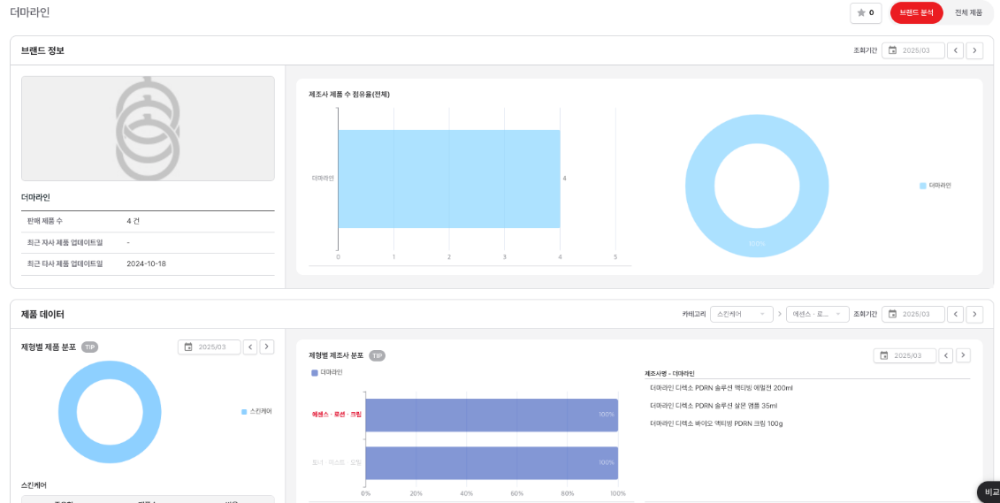 더마라인
0
브랜드 분석
전체 제품
브랜드 정보
조회기간
2025/03
더마라인
판매 제품 수 4 건
최근 자사 제품 업데이트일 -
최근 타사 제품 업데이트일 2024-10-18
제조사 제품 수 점유율(전체)
더마라인
4
0 1 2 3 4 5
100%
더마라인
제품 데이터
카테고리
스킨케어
에센스 · 로...
조회기간
2025/03
제형별 제품 분포 TIP
2025/03
스킨케어
스킨케어
제형별 제조사 분포 TIP
2025/03
더마라인
에센스 · 로션 · 크림
100%
토너 · 미스트 · 오일
100%
0% 20% 40% 60% 80% 100%
제조사명 - 더마라인
더마라인 디렉소 PDRN 솔루션 액티빙 에멀전 200ml
더마라인 디렉소 PDRN 솔루션 살몬 앰플 35ml
더마라인 디렉소 바이오 액티빙 PDRN 크림 100g
비교